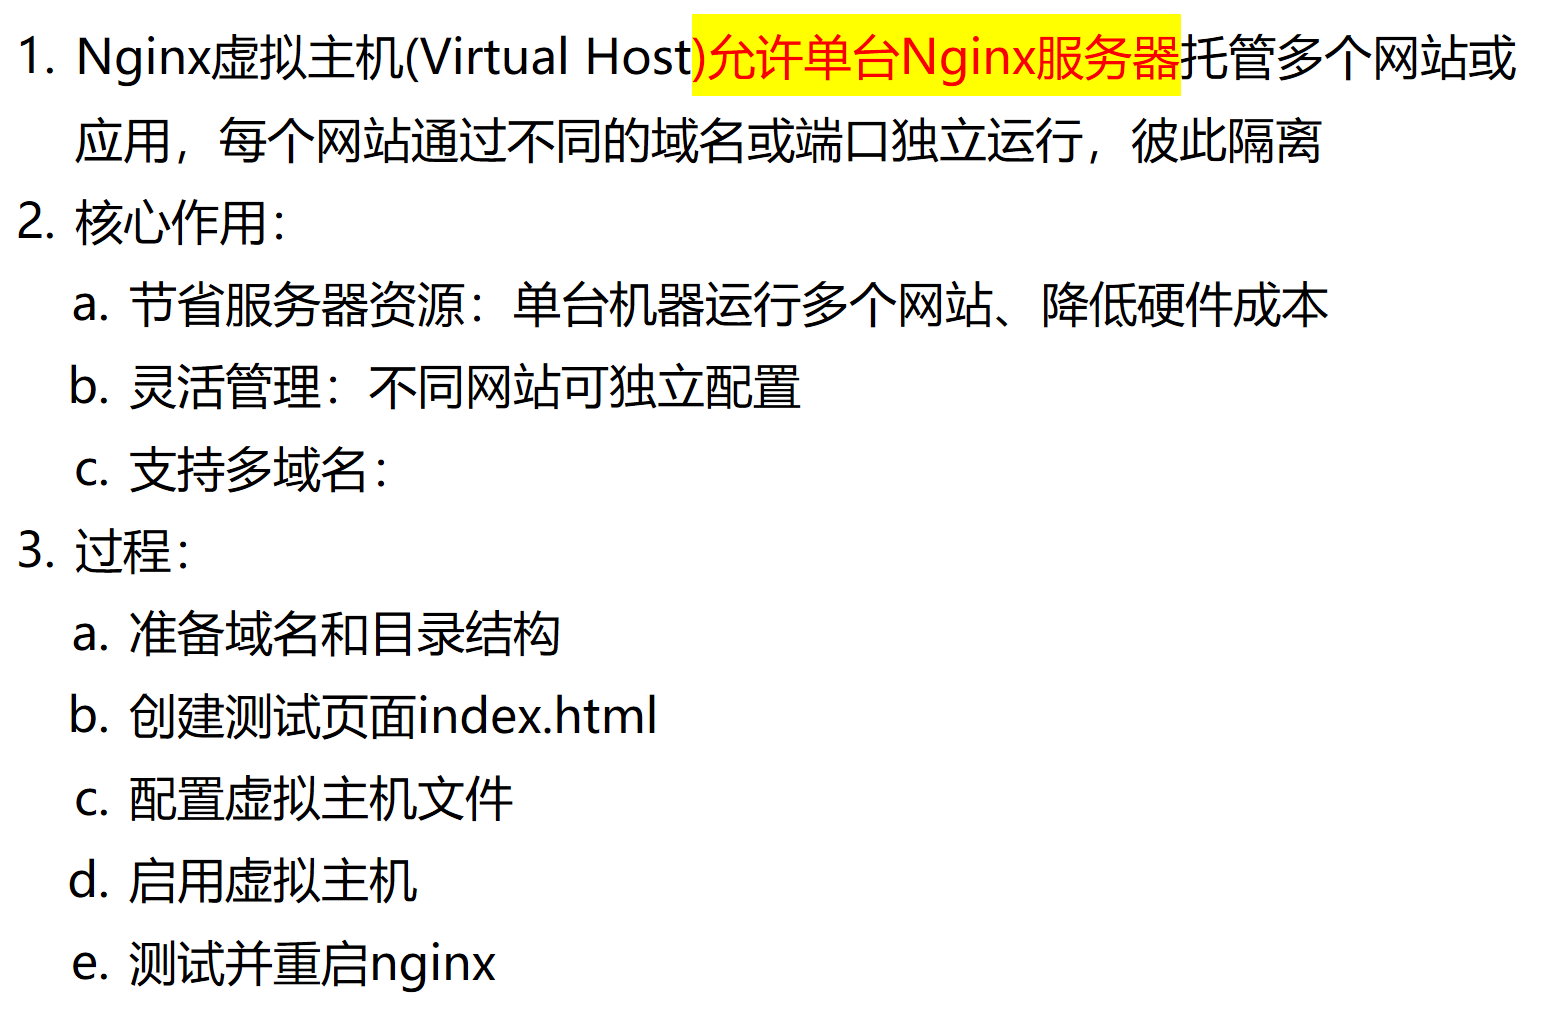 1. Nginx虚拟主机(Virtual Host)允许单台Nginx服务器托管多个网站或
应用，每个网站通过不同的域名或端口独立运行，彼此隔离
2. 核心作用：
a. 节省服务器资源：单台机器运行多个网站、降低硬件成本
b. 灵活管理：不同网站可独立配置
c. 支持多域名：
3. 过程：
a. 准备域名和目录结构
b. 创建测试页面index.html
c. 配置虚拟主机文件
d. 启用虚拟主机
e. 测试并重启nginx